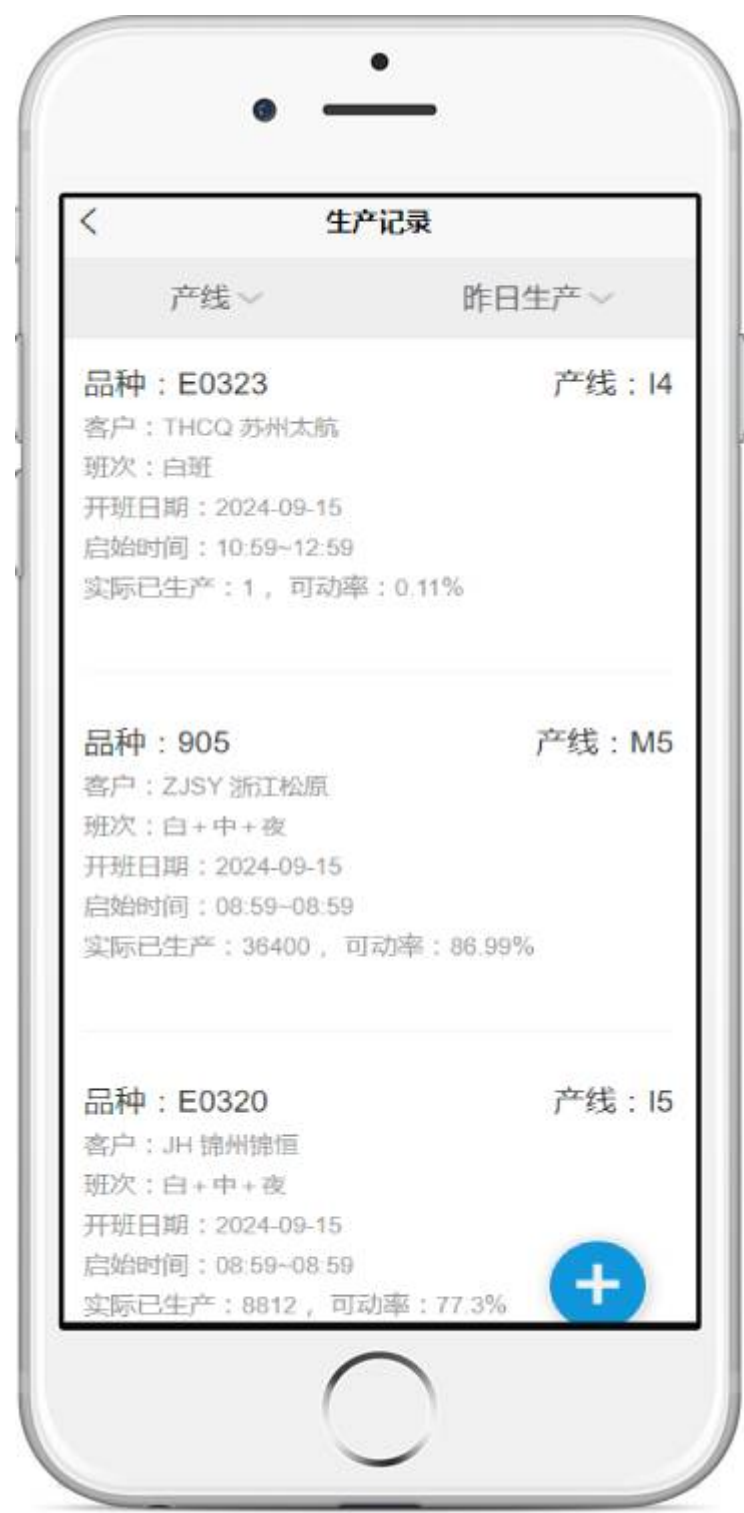 生产记录
产线 昨日生产
品种：E0323 产线：I4
客户：THCQ 苏州太航
班次：白班
开班日期：2024-09-15
启始时间：10:59~12:59
实际已生产：1，可动率：0.11%
品种：905 产线：M5
客户：ZJSY 浙江松原
班次：白+中+夜
开班日期：2024-09-15
启始时间：08:59~08:59
实际已生产：36400，可动率：86.99%
品种：E0320 产线：I5
客户：JH 锦州锦恒
班次：白+中+夜
开班日期：2024-09-15
启始时间：08:59~08:59
实际已生产：8812，可动率：77.3%